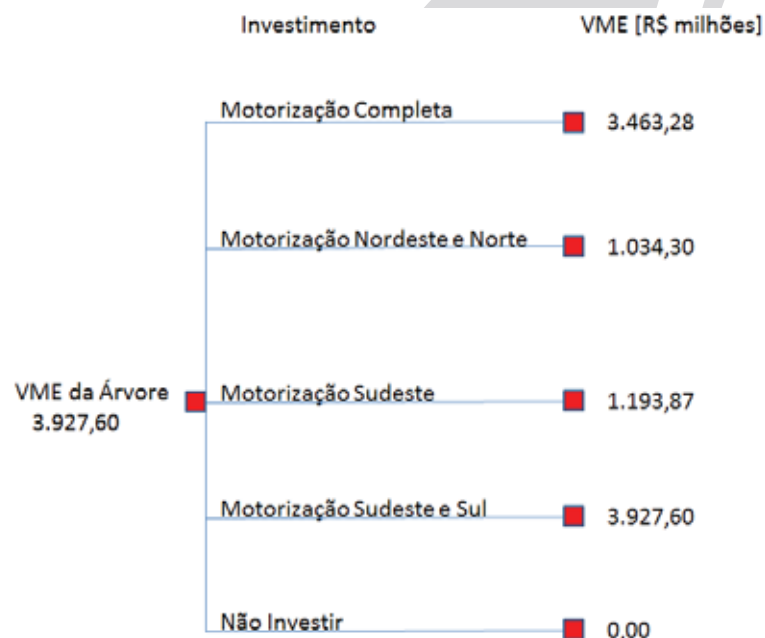 Investimento VME [R$ milhões]
Motorização Completa
3.463,28
Motorização Nordeste e Norte
1.034,30
VME da Árvore
3.927,60
Motorização Sudeste
1.193,87
Motorização Sudeste e Sul
3.927,60
Não Investir
0,00